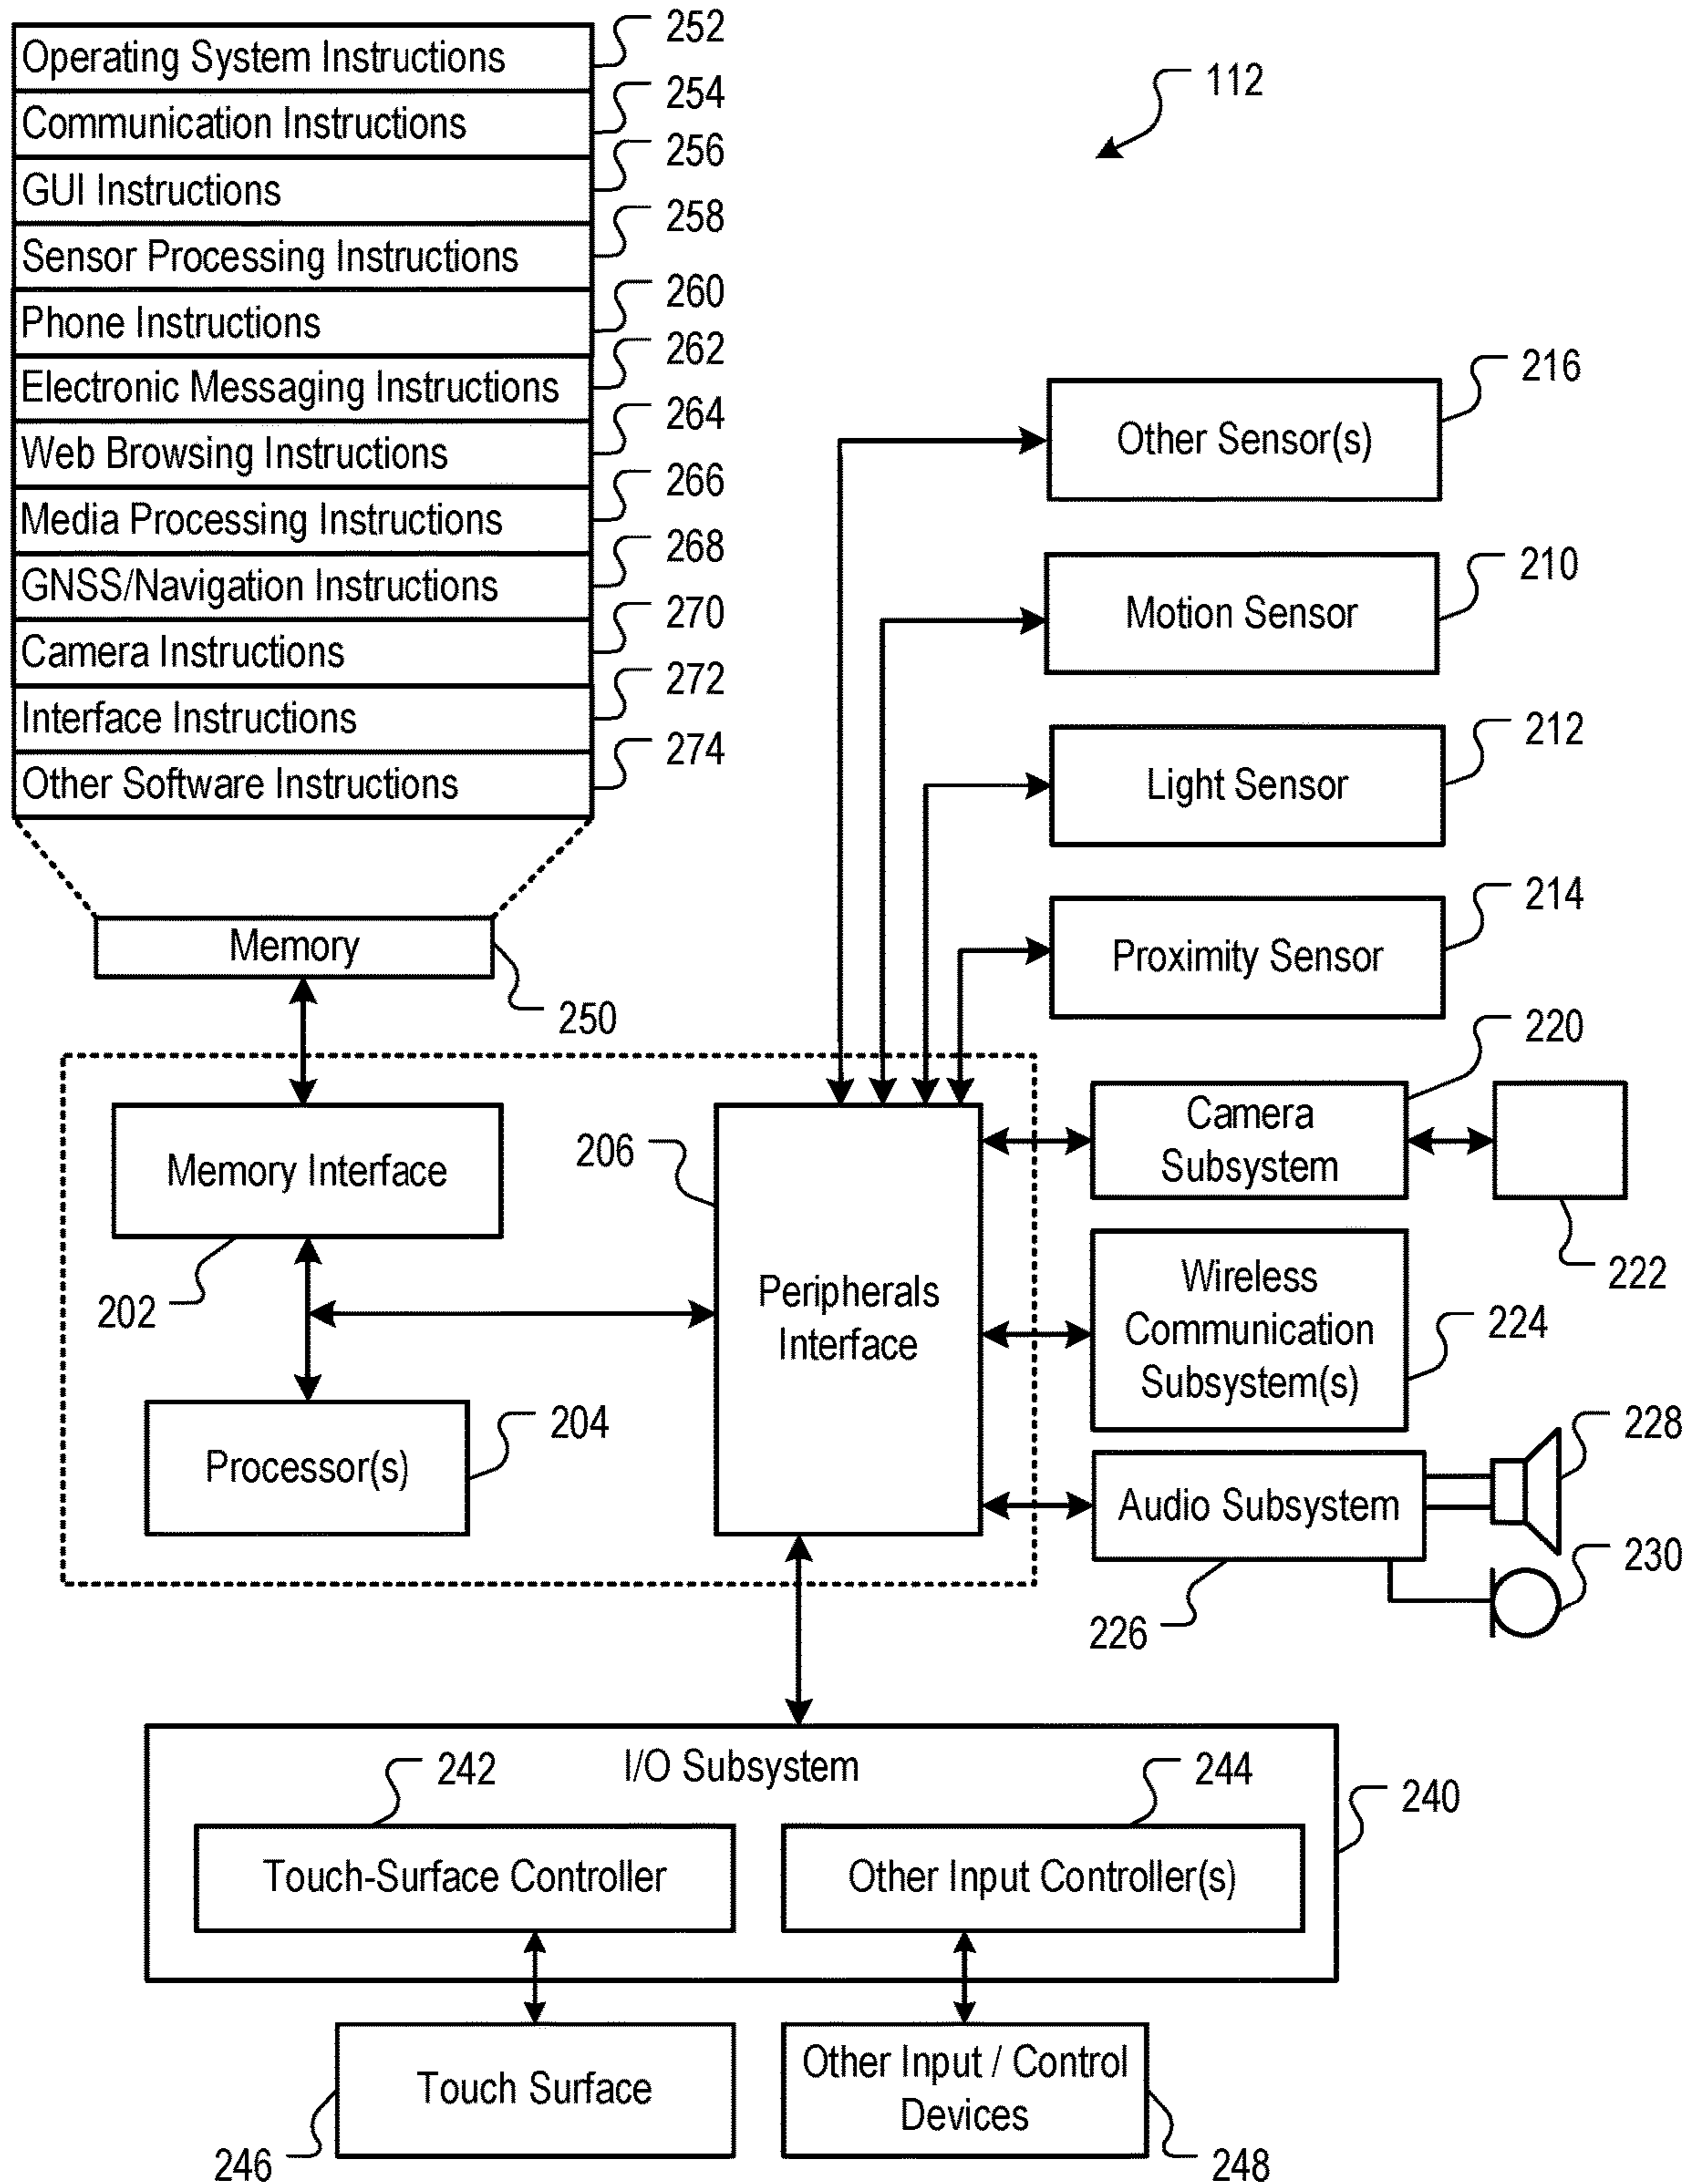 Operating System Instructions
252
Communication Instructions
254
GUI Instructions
256
Sensor Processing Instructions
258
Phone Instructions
260
Electronic Messaging Instructions
262
Web Browsing Instructions
264
Media Processing Instructions
266
GNSS/Navigation Instructions
268
Camera Instructions
270
Interface Instructions
272
Other Software Instructions
274
Memory
250
112
Other Sensor(s)
216
Motion Sensor
210
Light Sensor
212
Proximity Sensor
214
Memory Interface
202
Processor(s)
204
206
Peripherals
Interface
Camera
Subsystem
220
222
Wireless
Communication
Subsystem(s)
224
Audio Subsystem
226
228
230
I/O Subsystem
240
242
Touch-Surface Controller
244
Other Input Controller(s)
Touch Surface
246
Other Input / Control
Devices
248